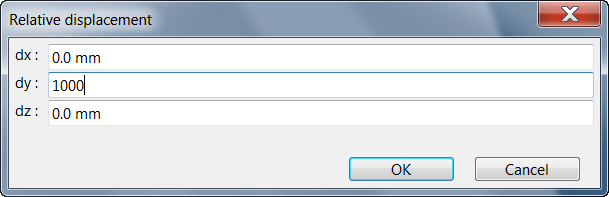 Relative displacement
dx : 0.0 mm
dy : 1000
dz : 0.0 mm
OK Cancel